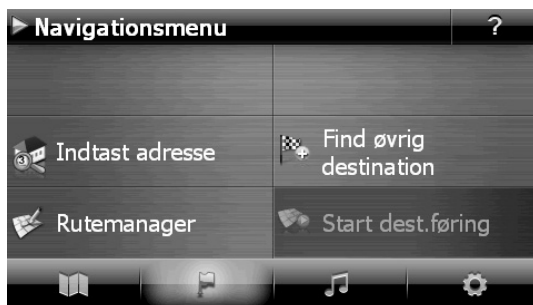 Navigationsmenu ?
Indtast adresse
Find øvrig
destination
Rutemanager
Start dest.føring